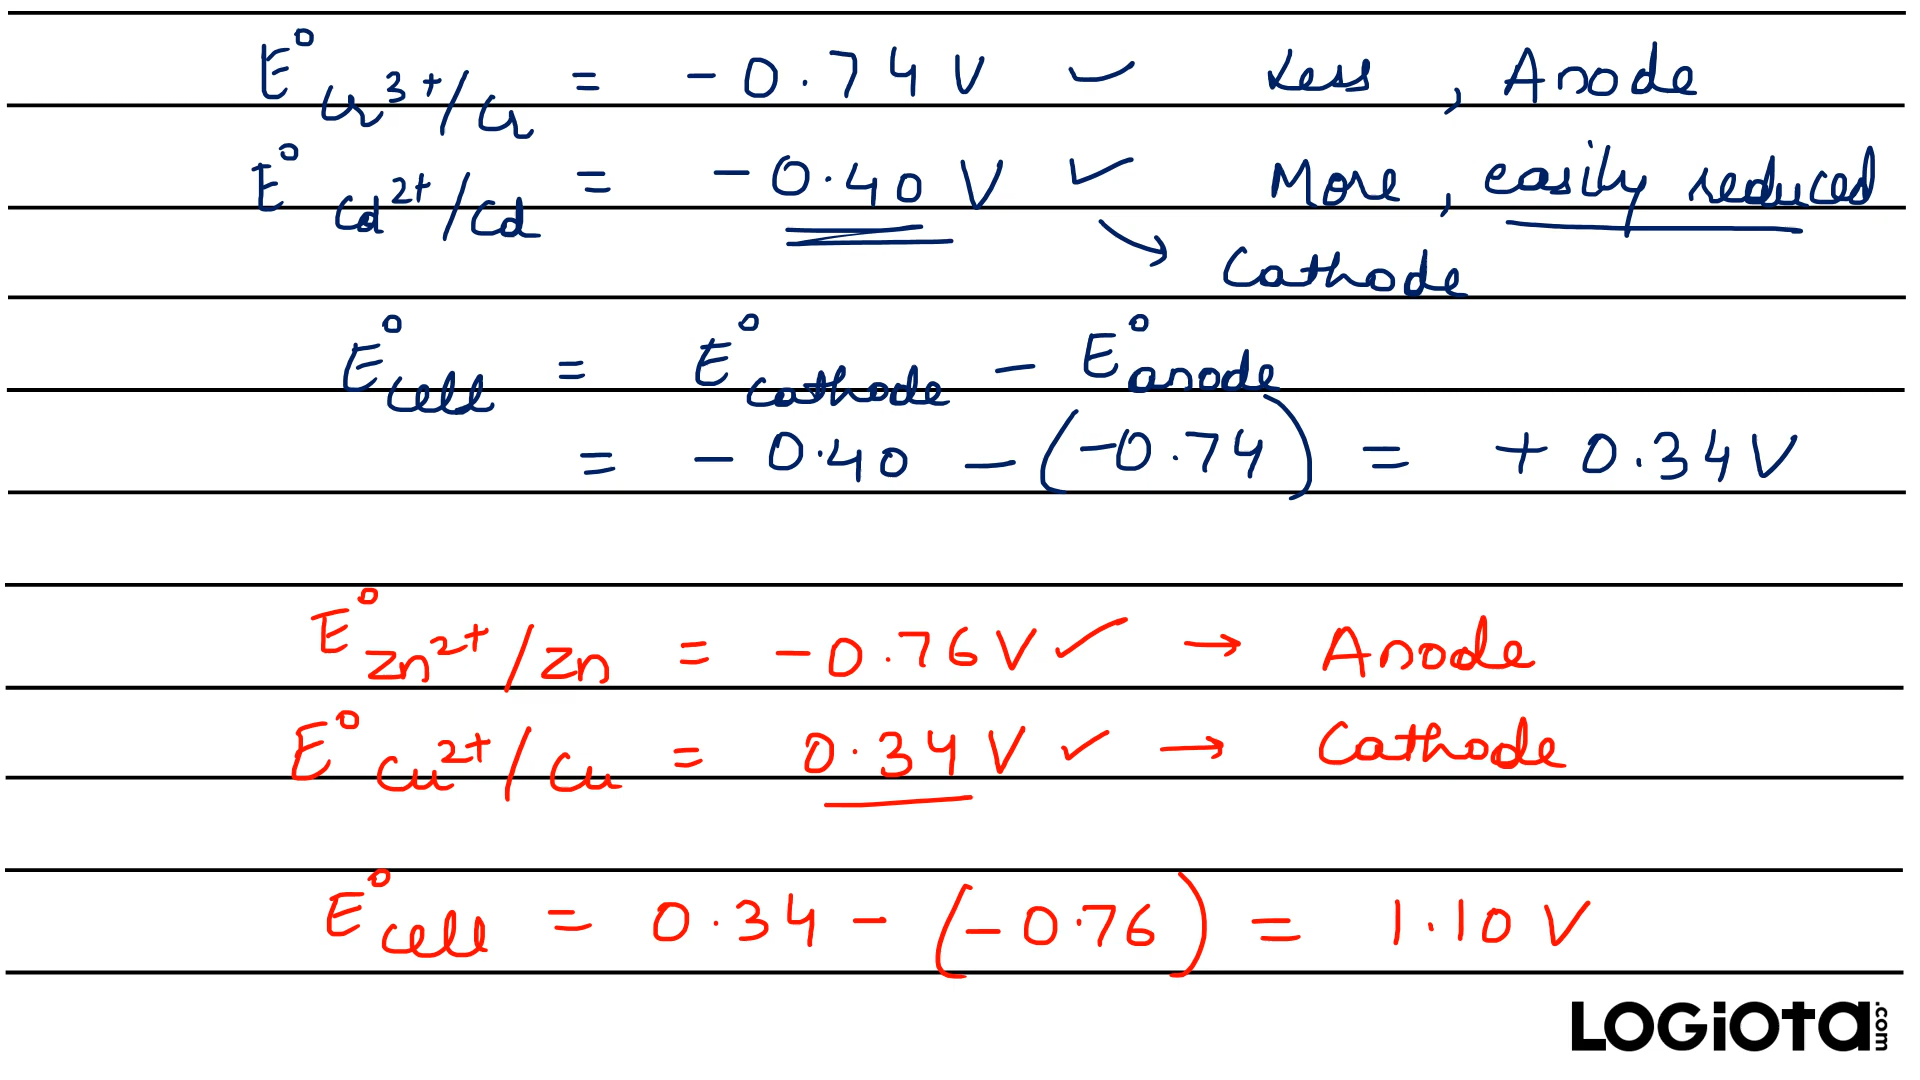 E°Cr³⁺/Cr = -0.74 V ✓ Less, Anode
E°Cd²⁺/Cd = -0.40 V ✓ More, easily reduced
→ Cathode
E°cell = E°cathode - E°anode
= -0.40 - (-0.74) = +0.34 V
E°Zn²⁺/Zn = -0.76 V ✓ → Anode
E°Cu²⁺/Cu = 0.34 V ✓ → Cathode
E°cell = 0.34 - (-0.76) = 1.10 V
LOGiOTA.com